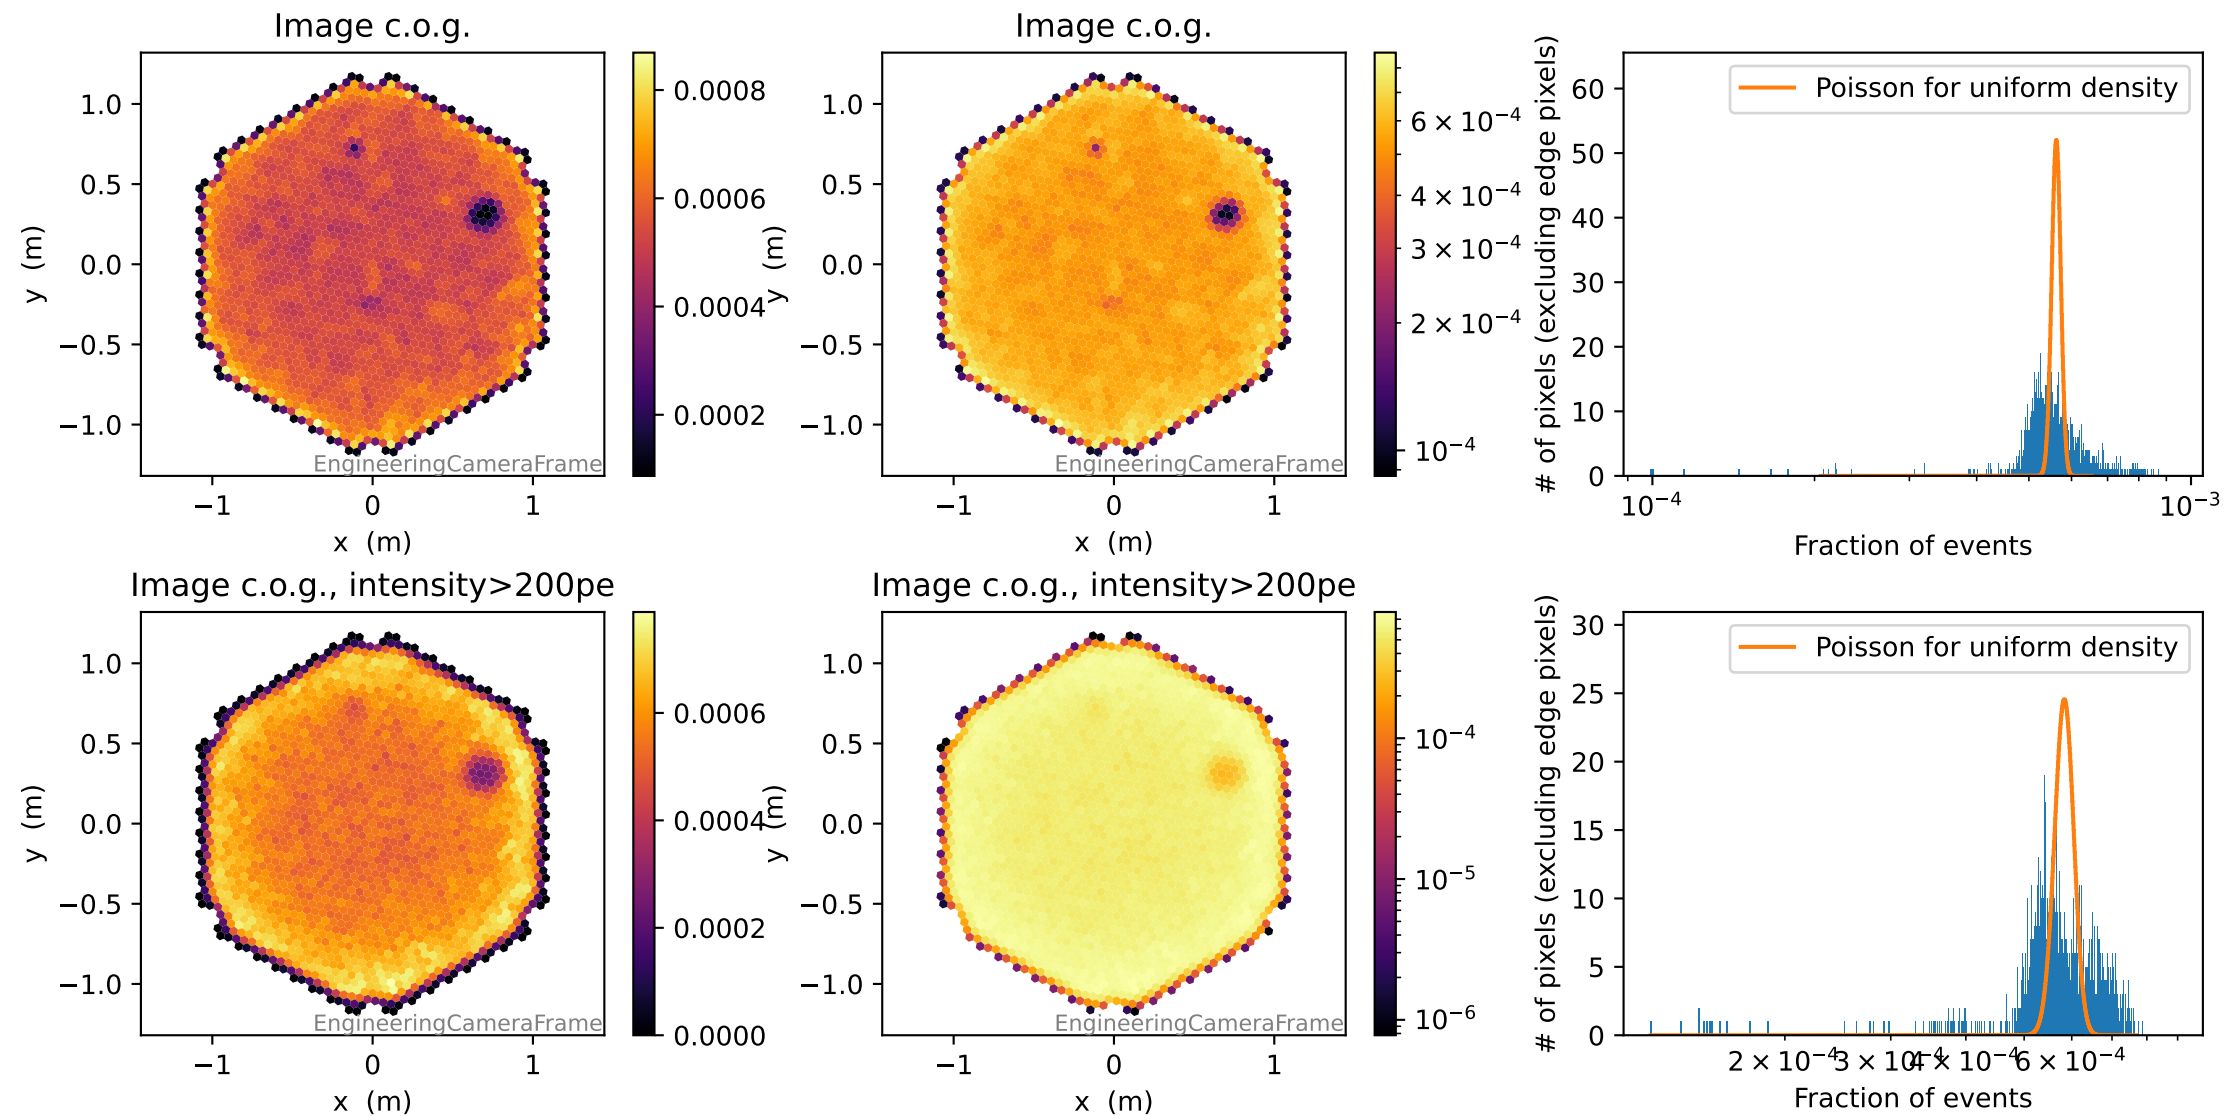 Image c.o.g.
1.0
0.5
0.0
−0.5
−1.0
y (m)
−1
0
1
x (m)
EngineeringCameraFrame
0.0008
0.0006
0.0004
0.0002
Image c.o.g.
1.0
0.5
0.0
−0.5
−1.0
y (m)
−1
0
1
x (m)
EngineeringCameraFrame
6 × 10⁻⁴
4 × 10⁻⁴
3 × 10⁻⁴
2 × 10⁻⁴
10⁻⁴
# of pixels (excluding edge pixels)
60
50
40
30
20
10
0
Poisson for uniform density
10⁻⁴
10⁻³
Fraction of events
Image c.o.g., intensity>200pe
1.0
0.5
0.0
−0.5
−1.0
y (m)
−1
0
1
x (m)
EngineeringCameraFrame
0.0006
0.0004
0.0002
0.0000
Image c.o.g., intensity>200pe
1.0
0.5
0.0
−0.5
−1.0
y (m)
−1
0
1
x (m)
EngineeringCameraFrame
10⁻⁴
10⁻⁵
10⁻⁶
# of pixels (excluding edge pixels)
30
25
20
15
10
5
0
Poisson for uniform density
2 × 10⁻⁴
3 × 10⁻⁴
4 × 10⁻⁴
6 × 10⁻⁴
Fraction of events